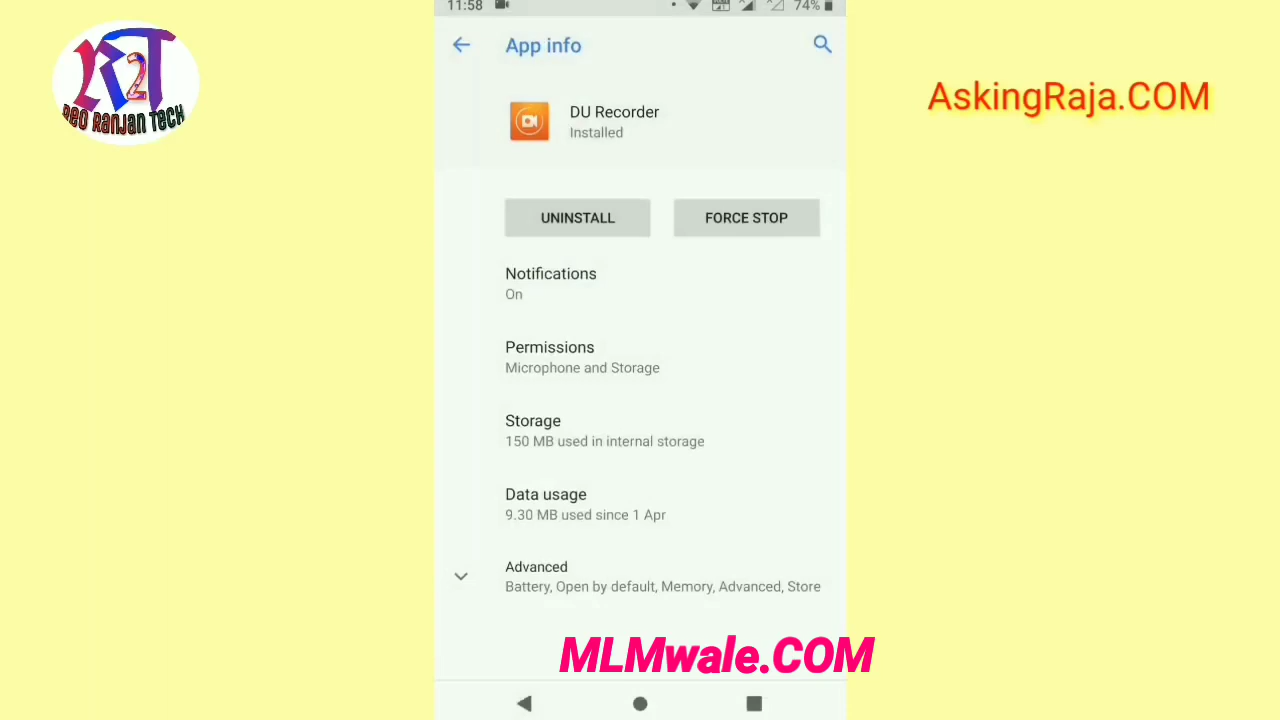 11:58
74%
R2T
REO RANJAN TECH
App info
AskingRaja.COM
DU Recorder
Installed
UNINSTALL
FORCE STOP
Notifications
On
Permissions
Microphone and Storage
Storage
150 MB used in internal storage
Data usage
9.30 MB used since 1 Apr
Advanced
Battery, Open by default, Memory, Advanced, Store
MLMwale.COM